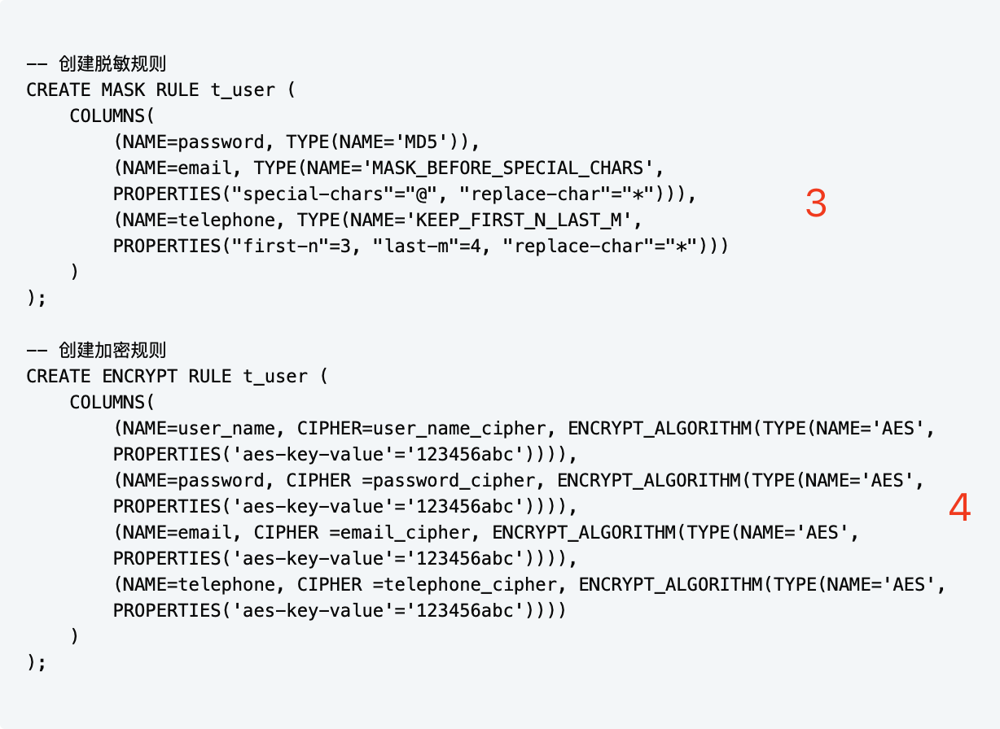 -- 创建脱敏规则
CREATE MASK RULE t_user (
    COLUMNS(
        (NAME=password, TYPE(NAME='MD5')),
        (NAME=email, TYPE(NAME='MASK_BEFORE_SPECIAL_CHARS',
        PROPERTIES("special-chars"="@", "replace-char"="*"))),
3
        (NAME=telephone, TYPE(NAME='KEEP_FIRST_N_LAST_M',
        PROPERTIES("first-n"=3, "last-m"=4, "replace-char"="*")))
    )
);
-- 创建加密规则
CREATE ENCRYPT RULE t_user (
    COLUMNS(
        (NAME=user_name, CIPHER=user_name_cipher, ENCRYPT_ALGORITHM(TYPE(NAME='AES',
        PROPERTIES('aes-key-value'='123456abc')))),
        (NAME=password, CIPHER =password_cipher, ENCRYPT_ALGORITHM(TYPE(NAME='AES',
        PROPERTIES('aes-key-value'='123456abc')))),
4
        (NAME=email, CIPHER =email_cipher, ENCRYPT_ALGORITHM(TYPE(NAME='AES',
        PROPERTIES('aes-key-value'='123456abc')))),
        (NAME=telephone, CIPHER =telephone_cipher, ENCRYPT_ALGORITHM(TYPE(NAME='AES',
        PROPERTIES('aes-key-value'='123456abc'))))
    )
);